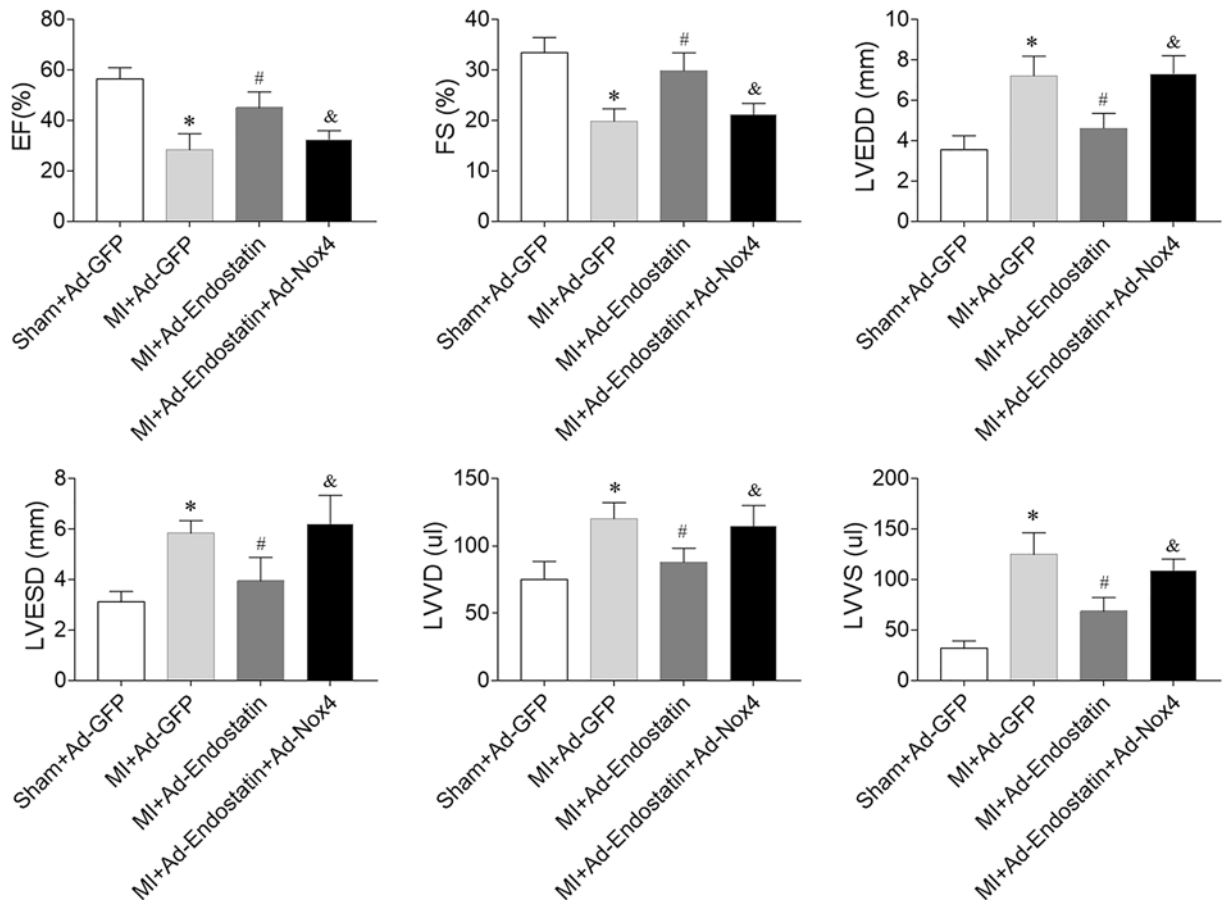 EF(%)
80
60
40
20
0
*
#
&
Sham+Ad-GFP
MI+Ad-GFP
MI+Ad-Endostatin
MI+Ad-Endostatin+Ad-Nox4
FS (%)
40
30
20
10
0
*
#
&
Sham+Ad-GFP
MI+Ad-GFP
MI+Ad-Endostatin
MI+Ad-Endostatin+Ad-Nox4
LVEDD (mm)
10
8
6
4
2
0
*
#
&
Sham+Ad-GFP
MI+Ad-GFP
MI+Ad-Endostatin
MI+Ad-Endostatin+Ad-Nox4
LVESD (mm)
8
6
4
2
0
*
#
&
Sham+Ad-GFP
MI+Ad-GFP
MI+Ad-Endostatin
MI+Ad-Endostatin+Ad-Nox4
LVVD (ul)
150
100
50
0
*
#
&
Sham+Ad-GFP
MI+Ad-GFP
MI+Ad-Endostatin
MI+Ad-Endostatin+Ad-Nox4
LVVS (ul)
200
150
100
50
0
*
#
&
Sham+Ad-GFP
MI+Ad-GFP
MI+Ad-Endostatin
MI+Ad-Endostatin+Ad-Nox4